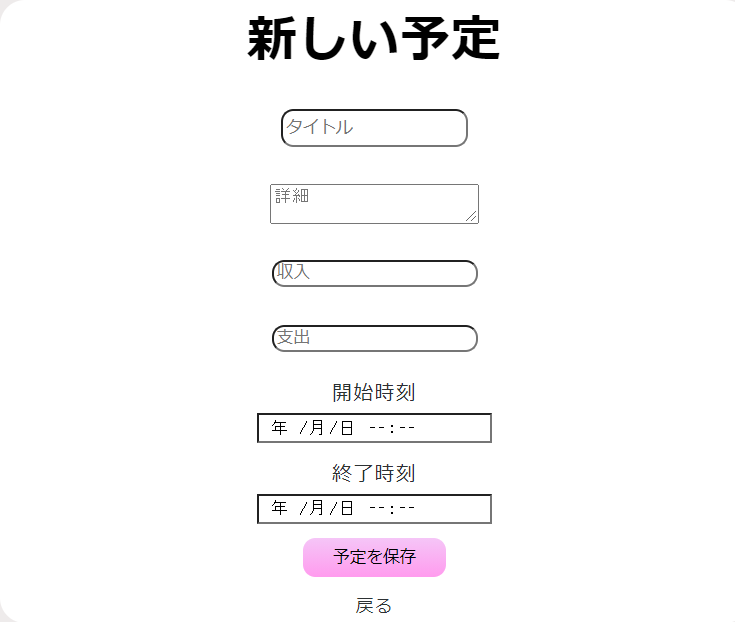 新しい予定
タイトル
詳細
収入
支出
開始時刻
年 /月/日 --:--
終了時刻
年 /月/日 --:--
予定を保存
戻る